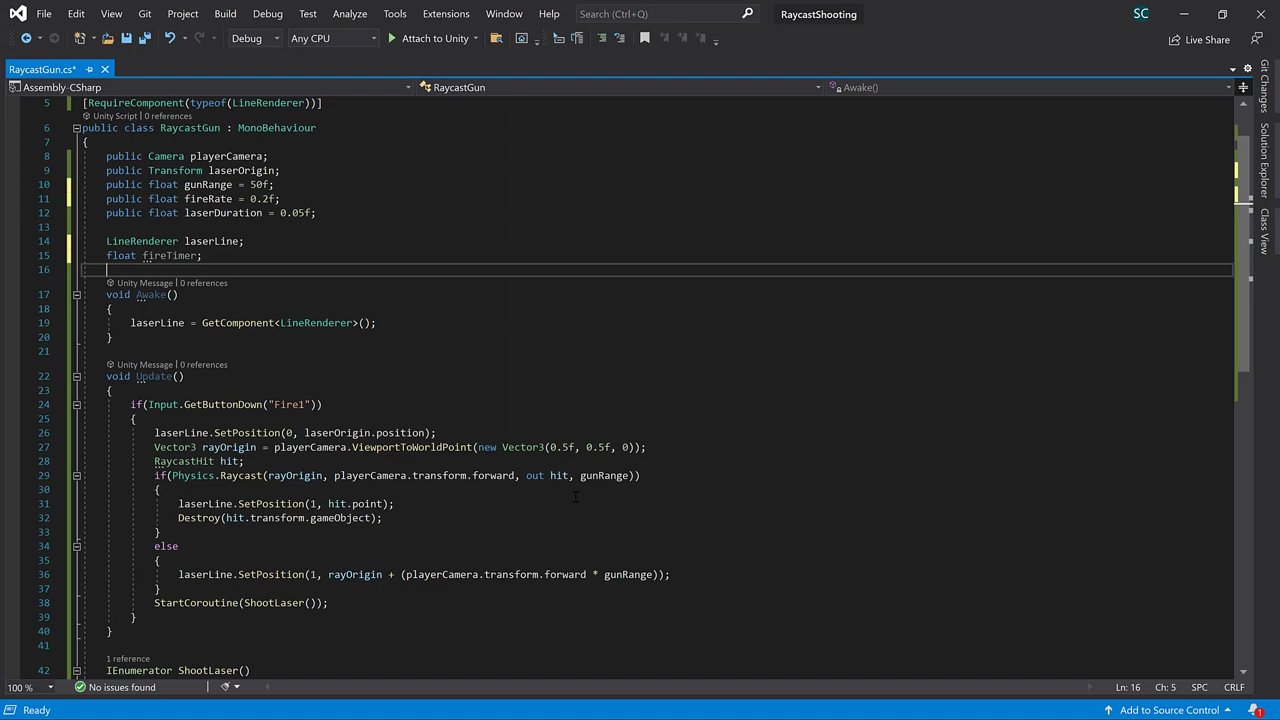 File Edit View Git Project Build Debug Test Analyze Tools Extensions Window Help Search (Ctrl+Q) RaycastShooting SC
Debug Any CPU Attach to Unity Live Share
RaycastGun.cs*
Assembly-CSharp RaycastGun Awake()
5 [RequireComponent(typeof(LineRenderer))]
Unity Script | 0 references
6 public class RaycastGun : MonoBehaviour
7 {
8 public Camera playerCamera;
9 public Transform laserOrigin;
10 public float gunRange = 50f;
11 public float fireRate = 0.2f;
12 public float laserDuration = 0.05f;
13
14 LineRenderer laserLine;
15 float fireTimer;
16
Unity Message | 0 references
17 void Awake()
18 {
19 laserLine = GetComponent<LineRenderer>();
20 }
21
Unity Message | 0 references
22 void Update()
23 {
24 if(Input.GetButtonDown("Fire1"))
25 {
26 laserLine.SetPosition(0, laserOrigin.position);
27 Vector3 rayOrigin = playerCamera.ViewportToWorldPoint(new Vector3(0.5f, 0.5f, 0));
28 RaycastHit hit;
29 if(Physics.Raycast(rayOrigin, playerCamera.transform.forward, out hit, gunRange))
30 {
31 laserLine.SetPosition(1, hit.point);
32 Destroy(hit.transform.gameObject);
33 }
34 else
35 {
36 laserLine.SetPosition(1, rayOrigin + (playerCamera.transform.forward * gunRange));
37 }
38 StartCoroutine(ShootLaser());
39 }
40 }
41
1 reference
42 IEnumerator ShootLaser()
Git Changes
Solution Explorer
Class View
100 % No issues found Ln: 16 Ch: 5 SPC CRLF
Ready Add to Source Control 1